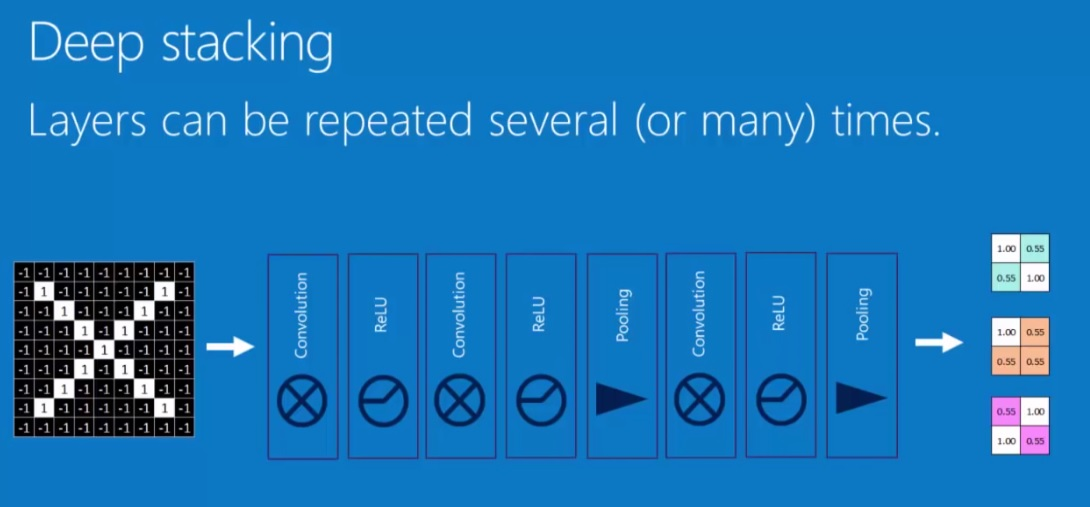 Deep stacking
Layers can be repeated several (or many) times.
-1 -1 -1 -1 -1 -1 -1 -1 -1
-1 1 -1 -1 -1 -1 -1 1 -1
-1 -1 1 -1 -1 -1 1 -1 -1
-1 -1 -1 1 -1 1 -1 -1 -1
-1 -1 -1 -1 1 -1 -1 -1 -1
-1 -1 -1 1 -1 1 -1 -1 -1
-1 -1 1 -1 -1 -1 1 -1 -1
-1 1 -1 -1 -1 -1 -1 1 -1
-1 -1 -1 -1 -1 -1 -1 -1 -1
Convolution
ReLU
Convolution
ReLU
Pooling
Convolution
ReLU
Pooling
1.00 0.55
0.55 1.00
1.00 0.55
0.55 0.55
0.55 1.00
1.00 0.55